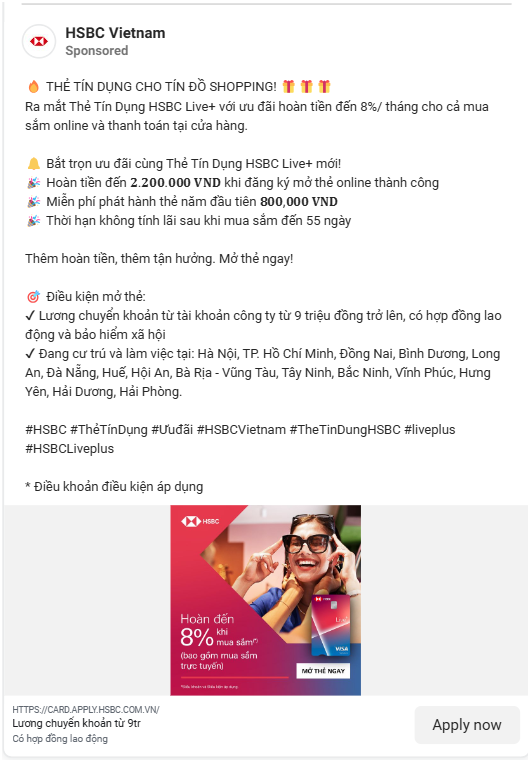 HSBC Vietnam
Sponsored
🔥 THẺ TÍN DỤNG CHO TÍN ĐỒ SHOPPING! 🎁 🎁 🎁
Ra mắt Thẻ Tín Dụng HSBC Live+ với ưu đãi hoàn tiền đến 8%/ tháng cho cả mua
sắm online và thanh toán tại cửa hàng.
🔔 Bắt trọn ưu đãi cùng Thẻ Tín Dụng HSBC Live+ mới!
🎉 Hoàn tiền đến 2.200.000 VND khi đăng ký mở thẻ online thành công
🎉 Miễn phí phát hành thẻ năm đầu tiên 800,000 VND
🎉 Thời hạn không tính lãi sau khi mua sắm đến 55 ngày
Thêm hoàn tiền, thêm tận hưởng. Mở thẻ ngay!
🎯 Điều kiện mở thẻ:
✓ Lương chuyển khoản từ tài khoản công ty từ 9 triệu đồng trở lên, có hợp đồng lao
động và bảo hiểm xã hội
✓ Đang cư trú và làm việc tại: Hà Nội, TP. Hồ Chí Minh, Đồng Nai, Bình Dương, Long
An, Đà Nẵng, Huế, Hội An, Bà Rịa - Vũng Tàu, Tây Ninh, Bắc Ninh, Vĩnh Phúc, Hưng
Yên, Hải Dương, Hải Phòng.
#HSBC #ThẻTínDụng #Ưuđãi #HSBCVietnam #TheTinDungHSBC #liveplus
#HSBCLiveplus
* Điều khoản điều kiện áp dụng
HSBC
Hoàn đến
8% khi
mua sắm(*)
(bao gồm mua sắm
trực tuyến)
VISA
MỞ THẺ NGAY
*Điều khoản và Điều kiện áp dụng
HTTPS://CARD.APPLY.HSBC.COM.VN/
Lương chuyển khoản từ 9tr
Có hợp đồng lao động
Apply now